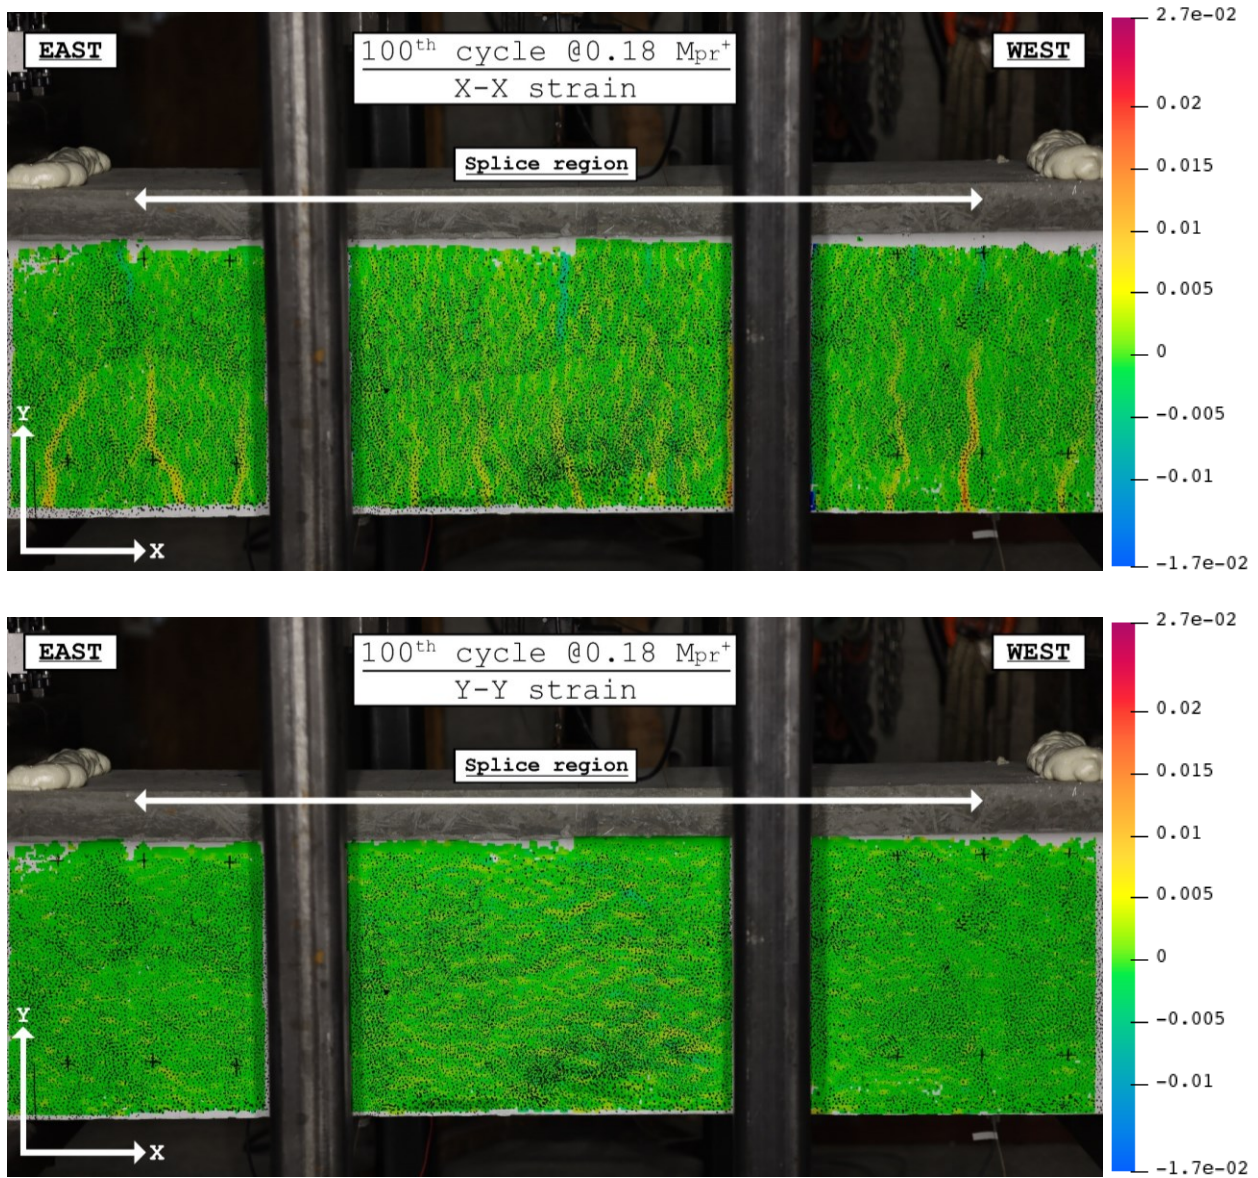 EAST
100th cycle @0.18 Mpr+
X-X strain
WEST
Splice region
Y
X
2.7e-02
0.02
0.015
0.01
0.005
0
-0.005
-0.01
-1.7e-02
EAST
100th cycle @0.18 Mpr+
Y-Y strain
WEST
Splice region
Y
X
2.7e-02
0.02
0.015
0.01
0.005
0
-0.005
-0.01
-1.7e-02